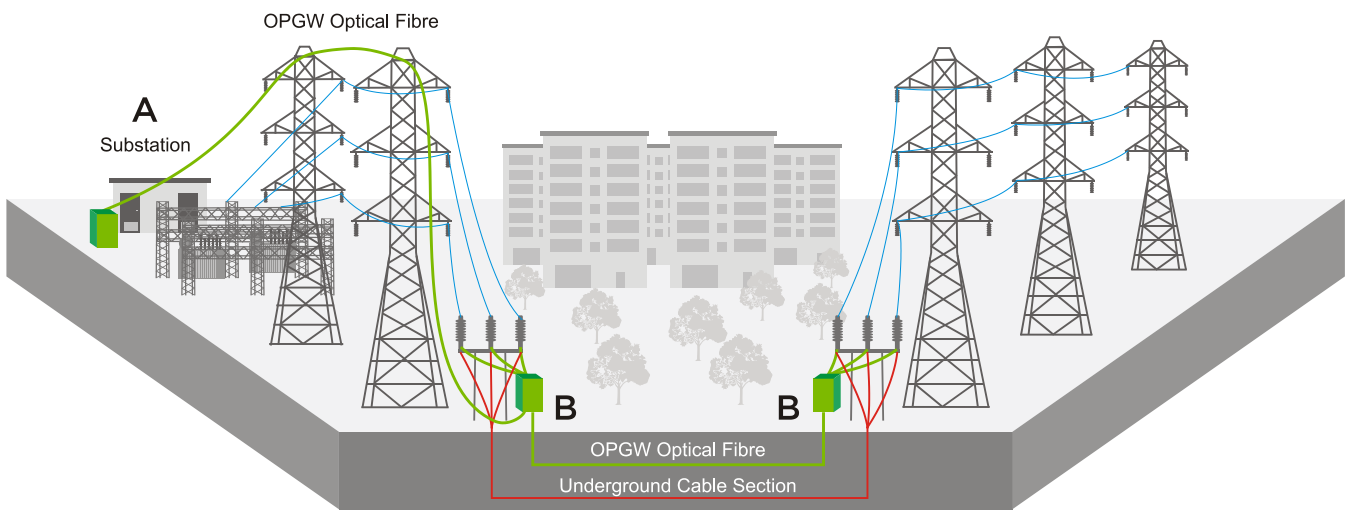 OPGW Optical Fibre
A
Substation
B
B
OPGW Optical Fibre
Underground Cable Section